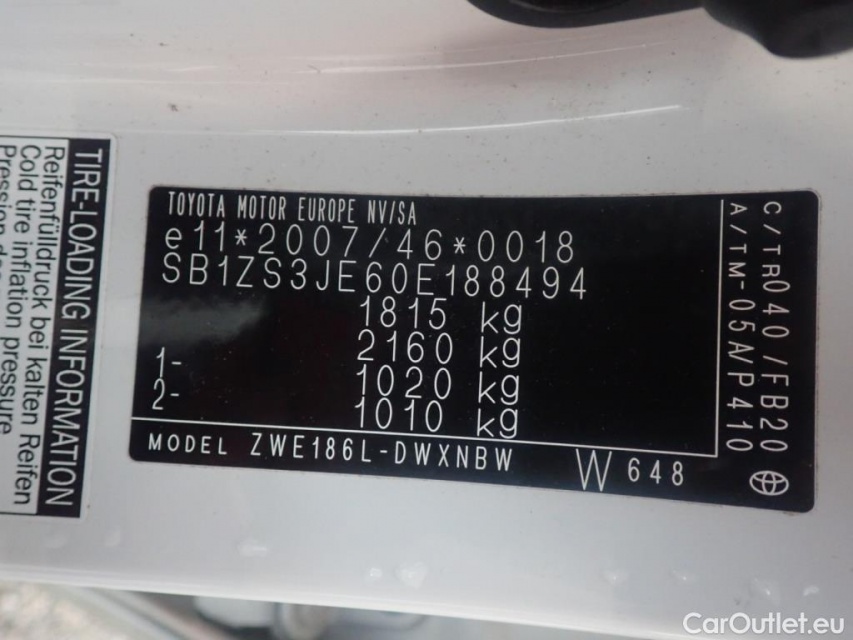 TOYOTA MOTOR EUROPE NV/SA
e11*2007/46*0018
SB1ZS3JE60E188494
1815 kg
2160 kg
1- 1020 kg
2- 1010 kg
MODEL ZWE186L-DWXNBW
W648
C/TR040/FB20
A/TM-05A/P410
TIRE-LOADING INFORMATION
Reifenfülldruck bei kalten Reifen
Cold tire inflation pressure
CarOutlet.eu